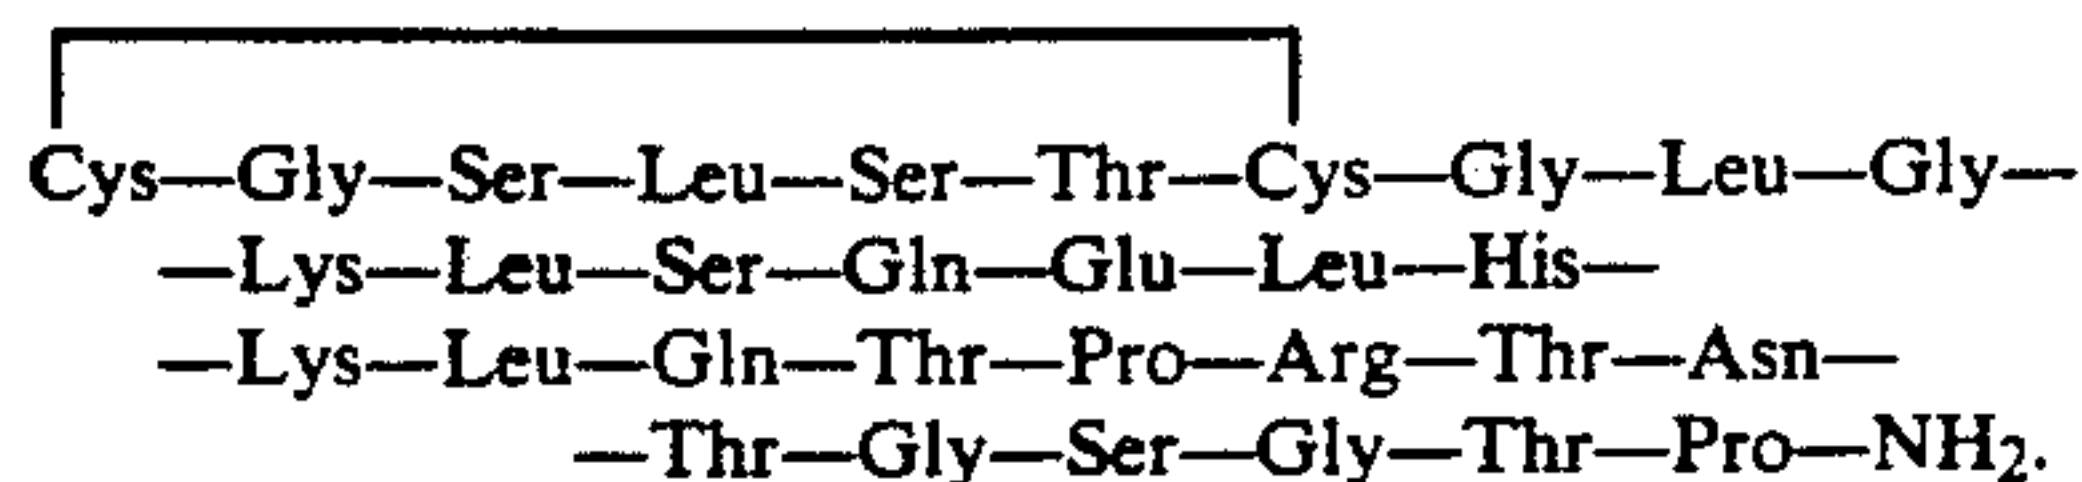 Cys—Gly—Ser—Leu—Ser—Thr—Cys—Gly—Leu—Gly—
—Lys—Leu—Ser—Gln—Glu—Leu—His—
—Lys—Leu—Gln—Thr—Pro—Arg—Thr—Asn—
—Thr—Gly—Ser—Gly—Thr—Pro—NH₂.